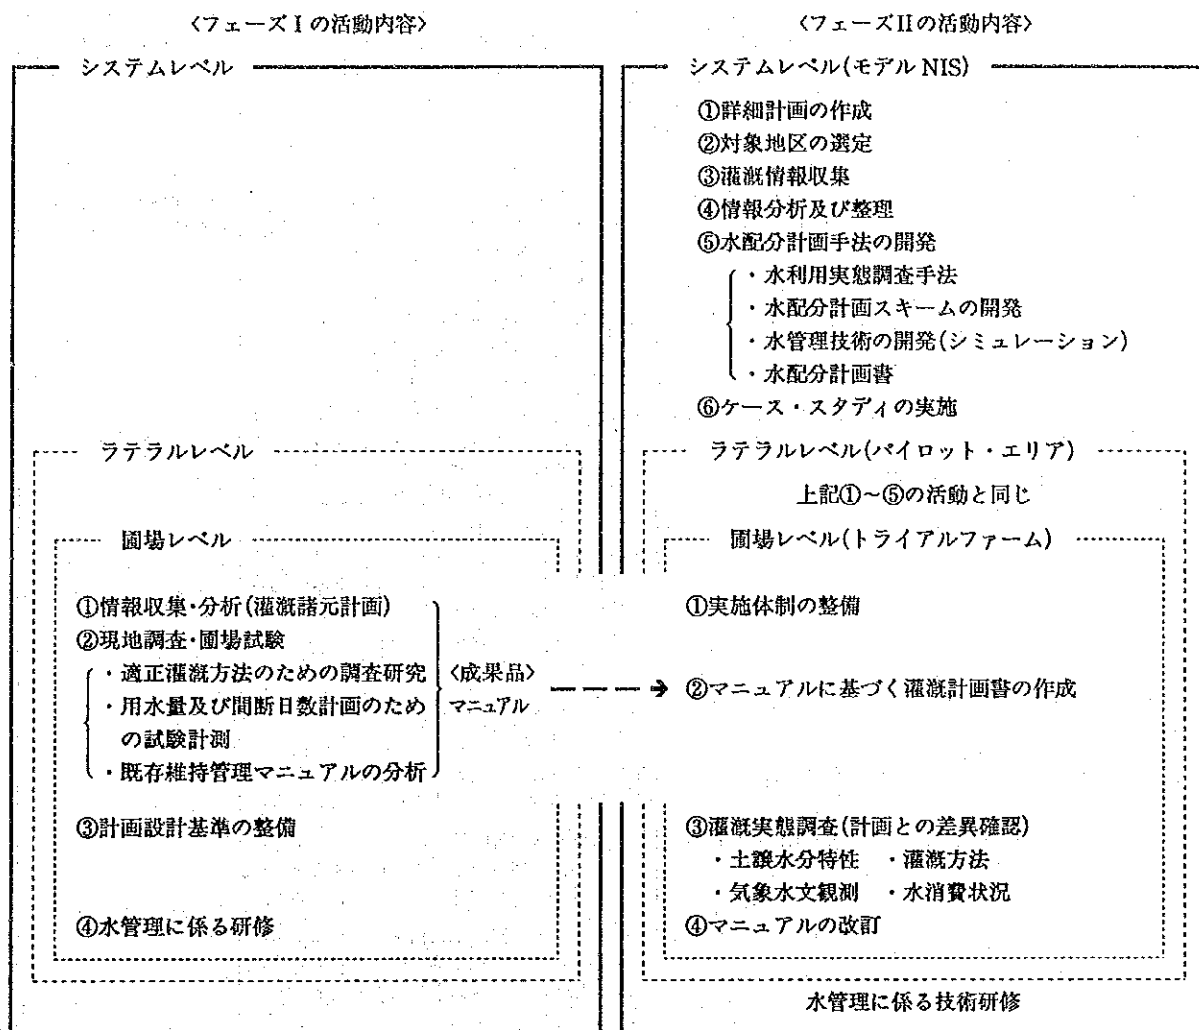 〈フェーズⅠの活動内容〉
システムレベル
ラテラルレベル
圃場レベル
①情報収集・分析(灌漑諸元計画)
②現地調査・圃場試験
・適正灌漑方法のための調査研究
・用水量及び間断日数計画のため
の試験計測
・既存維持管理マニュアルの分析
〈成果品〉
マニュアル
③計画設計基準の整備
④水管理に係る研修
〈フェーズⅡの活動内容〉
システムレベル(モデル NIS)
①詳細計画の作成
②対象地区の選定
③灌漑情報収集
④情報分析及び整理
⑤水配分計画手法の開発
・水利用実態調査手法
・水配分計画スキームの開発
・水管理技術の開発(シミュレーション)
・水配分計画書
⑥ケース・スタディの実施
ラテラルレベル(パイロット・エリア)
上記①~⑤の活動と同じ
圃場レベル(トライアルファーム)
①実施体制の整備
②マニュアルに基づく灌漑計画書の作成
③灌漑実態調査(計画との差異確認)
・土譲水分特性 ・灌漑方法
・気象水文観測 ・水消費状況
④マニュアルの改訂
水管理に係る技術研修